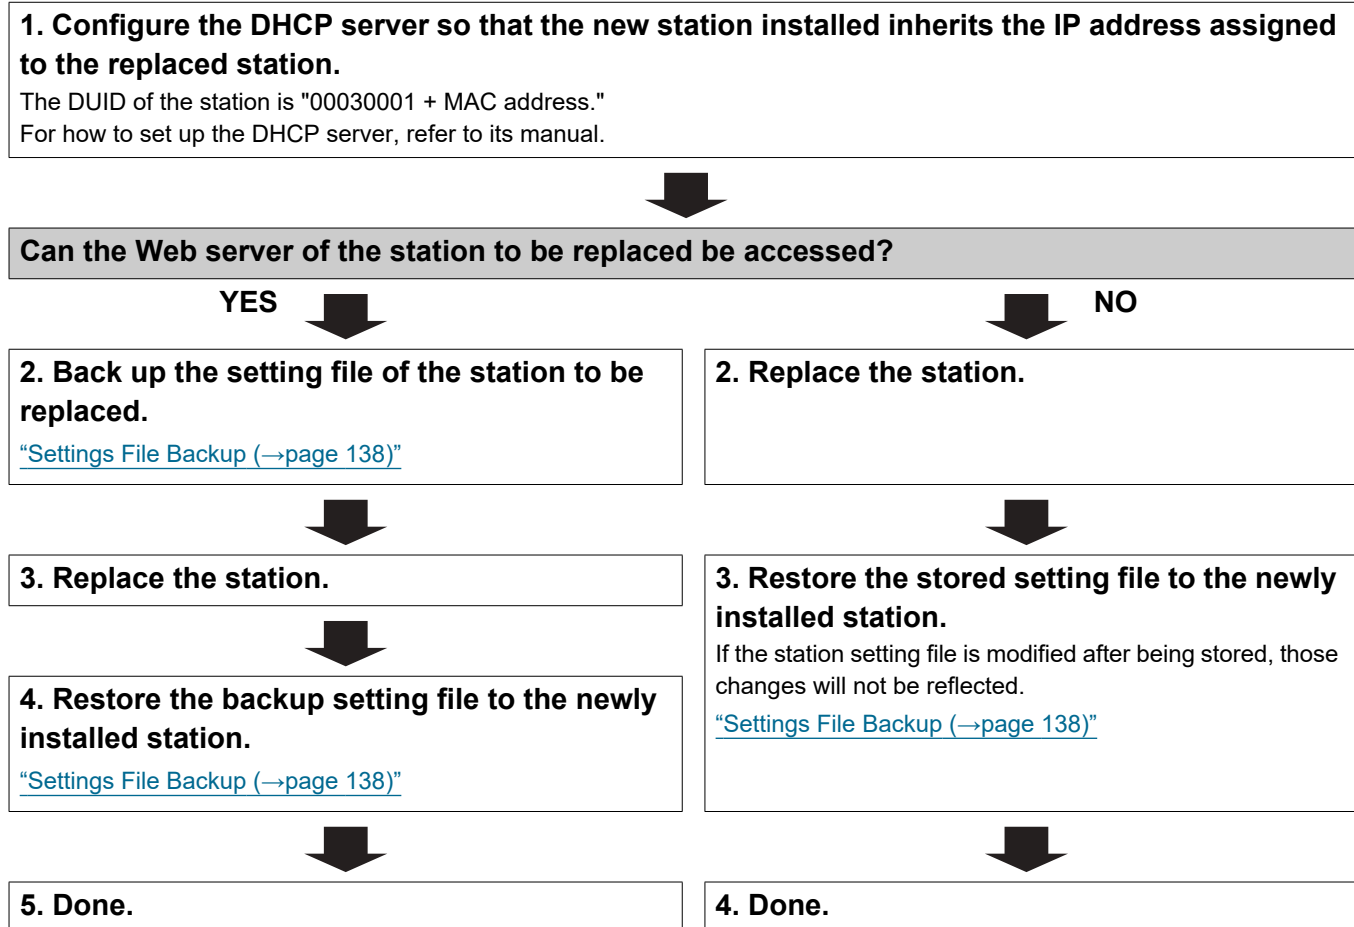 1. Configure the DHCP server so that the new station installed inherits the IP address assigned
to the replaced station.
The DUID of the station is "00030001 + MAC address."
For how to set up the DHCP server, refer to its manual.
Can the Web server of the station to be replaced be accessed?
YES
NO
2. Back up the setting file of the station to be
replaced.
“Settings File Backup (→page 138)”
3. Replace the station.
4. Restore the backup setting file to the newly
installed station.
“Settings File Backup (→page 138)”
5. Done.
2. Replace the station.
3. Restore the stored setting file to the newly
installed station.
If the station setting file is modified after being stored, those
changes will not be reflected.
“Settings File Backup (→page 138)”
4. Done.